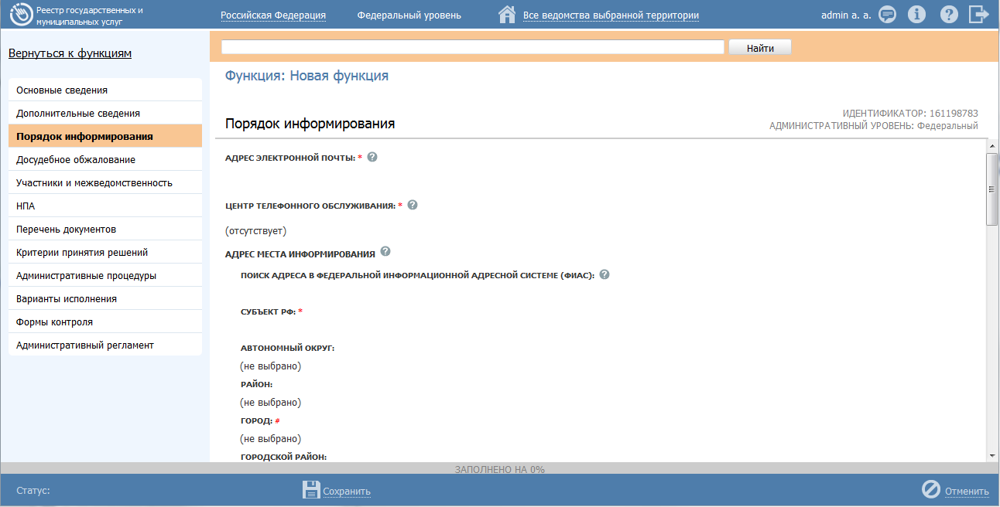 Реестр государственных и
муниципальных услуг
Российская Федерация
Федеральный уровень
Все ведомства выбранной территории
admin a. a.
Вернуться к функциям
Найти
Основные сведения
Дополнительные сведения
Порядок информирования
Досудебное обжалование
Участники и межведомственность
НПА
Перечень документов
Критерии принятия решений
Административные процедуры
Варианты исполнения
Формы контроля
Административный регламент
Функция: Новая функция
Порядок информирования
ИДЕНТИФИКАТОР: 161198783
АДМИНИСТРАТИВНЫЙ УРОВЕНЬ: Федеральный
АДРЕС ЭЛЕКТРОННОЙ ПОЧТЫ: * ?
ЦЕНТР ТЕЛЕФОННОГО ОБСЛУЖИВАНИЯ: * ?
(отсутствует)
АДРЕС МЕСТА ИНФОРМИРОВАНИЯ ?
ПОИСК АДРЕСА В ФЕДЕРАЛЬНОЙ ИНФОРМАЦИОННОЙ АДРЕСНОЙ СИСТЕМЕ (ФИАС): ?
СУБЪЕКТ РФ: *
АВТОНОМНЫЙ ОКРУГ:
(не выбрано)
РАЙОН:
(не выбрано)
ГОРОД: #
(не выбрано)
ГОРОДСКОЙ РАЙОН:
ЗАПОЛНЕНО НА 0%
Статус:
Сохранить
Отменить